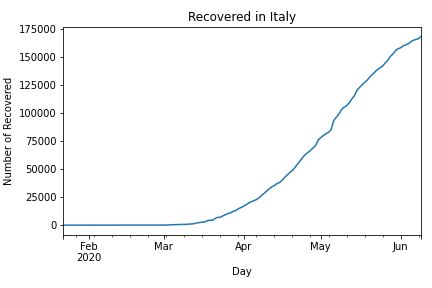 Recovered in Italy
Number of Recovered
175000
150000
125000
100000
75000
50000
25000
0
Feb
2020
Mar
Apr
May
Jun
Day